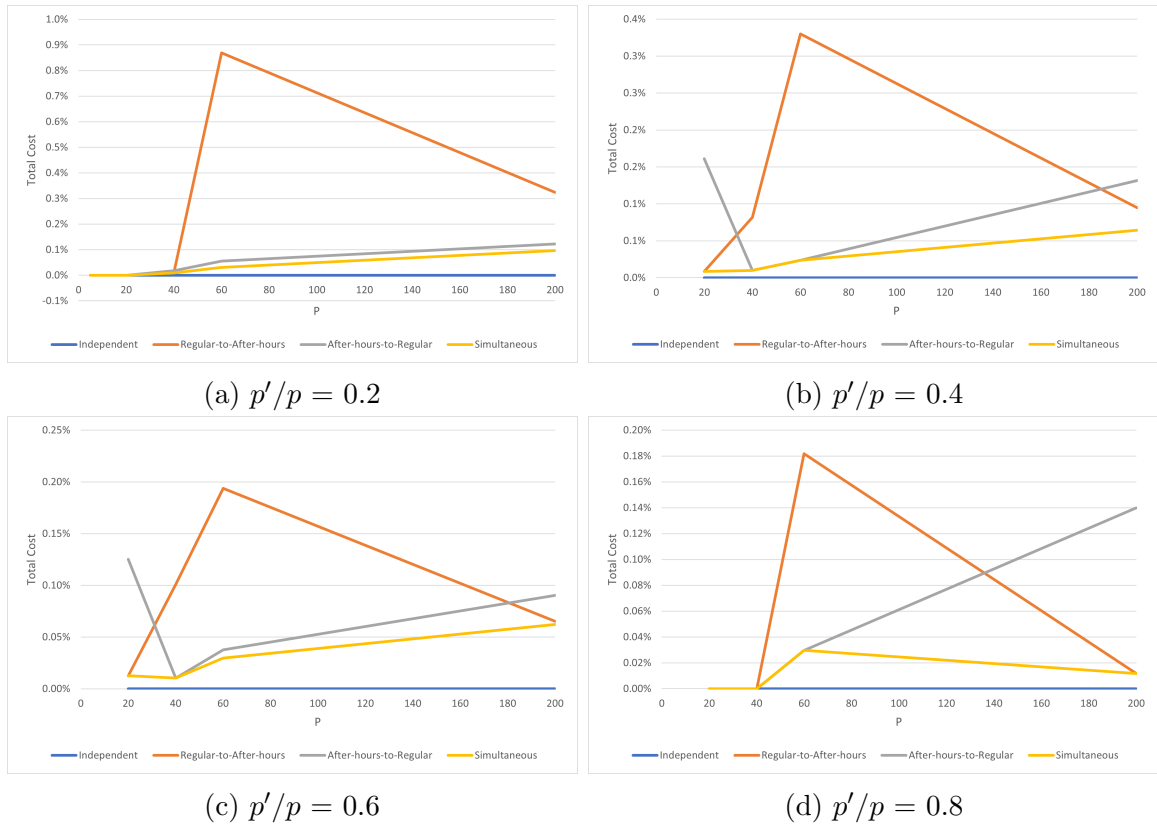 1.0%
0.9%
0.8%
0.7%
0.6%
0.5%
0.4%
0.3%
0.2%
0.1%
0.0%
-0.1%
Total Cost
0 20 40 60 80 100 120 140 160 180 200
P
Independent Regular-to-After-hours After-hours-to-Regular Simultaneous
(a) p′/p = 0.2
0.4%
0.3%
0.3%
0.2%
0.2%
0.1%
0.1%
0.0%
Total Cost
0 20 40 60 80 100 120 140 160 180 200
P
Independent Regular-to-After-hours After-hours-to-Regular Simultaneous
(b) p′/p = 0.4
0.25%
0.20%
0.15%
0.10%
0.05%
0.00%
Total Cost
0 20 40 60 80 100 120 140 160 180 200
P
Independent Regular-to-After-hours After-hours-to-Regular Simultaneous
(c) p′/p = 0.6
0.20%
0.18%
0.16%
0.14%
0.12%
0.10%
0.08%
0.06%
0.04%
0.02%
0.00%
Total Cost
0 20 40 60 80 100 120 140 160 180 200
P
Independent Regular-to-After-hours After-hours-to-Regular Simultaneous
(d) p′/p = 0.8